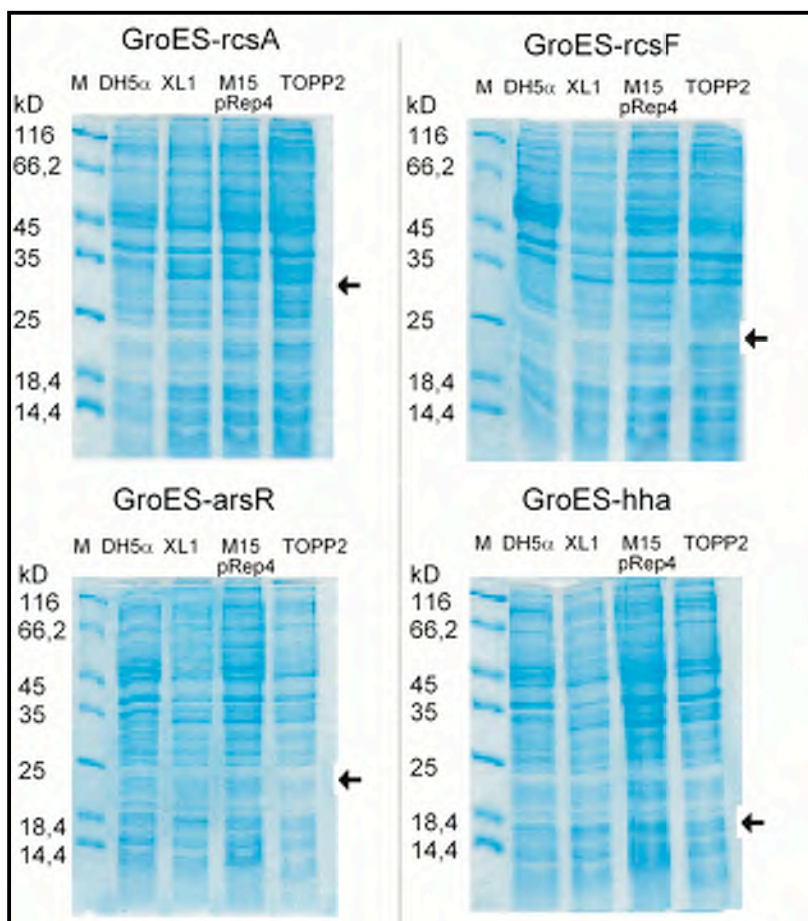 GroES-rcsA
M DH5α XL1 M15 TOPP2
pRep4
kD
116
66,2
45
35
25
18,4
14,4
GroES-rcsF
M DH5α XL1 M15 TOPP2
pRep4
kD
116
66,2
45
35
25
18,4
14,4
GroES-arsR
M DH5α XL1 M15 TOPP2
pRep4
kD
116
66,2
45
35
25
18,4
14,4
GroES-hha
M DH5α XL1 M15 TOPP2
pRep4
kD
116
66,2
45
35
25
18,4
14,4